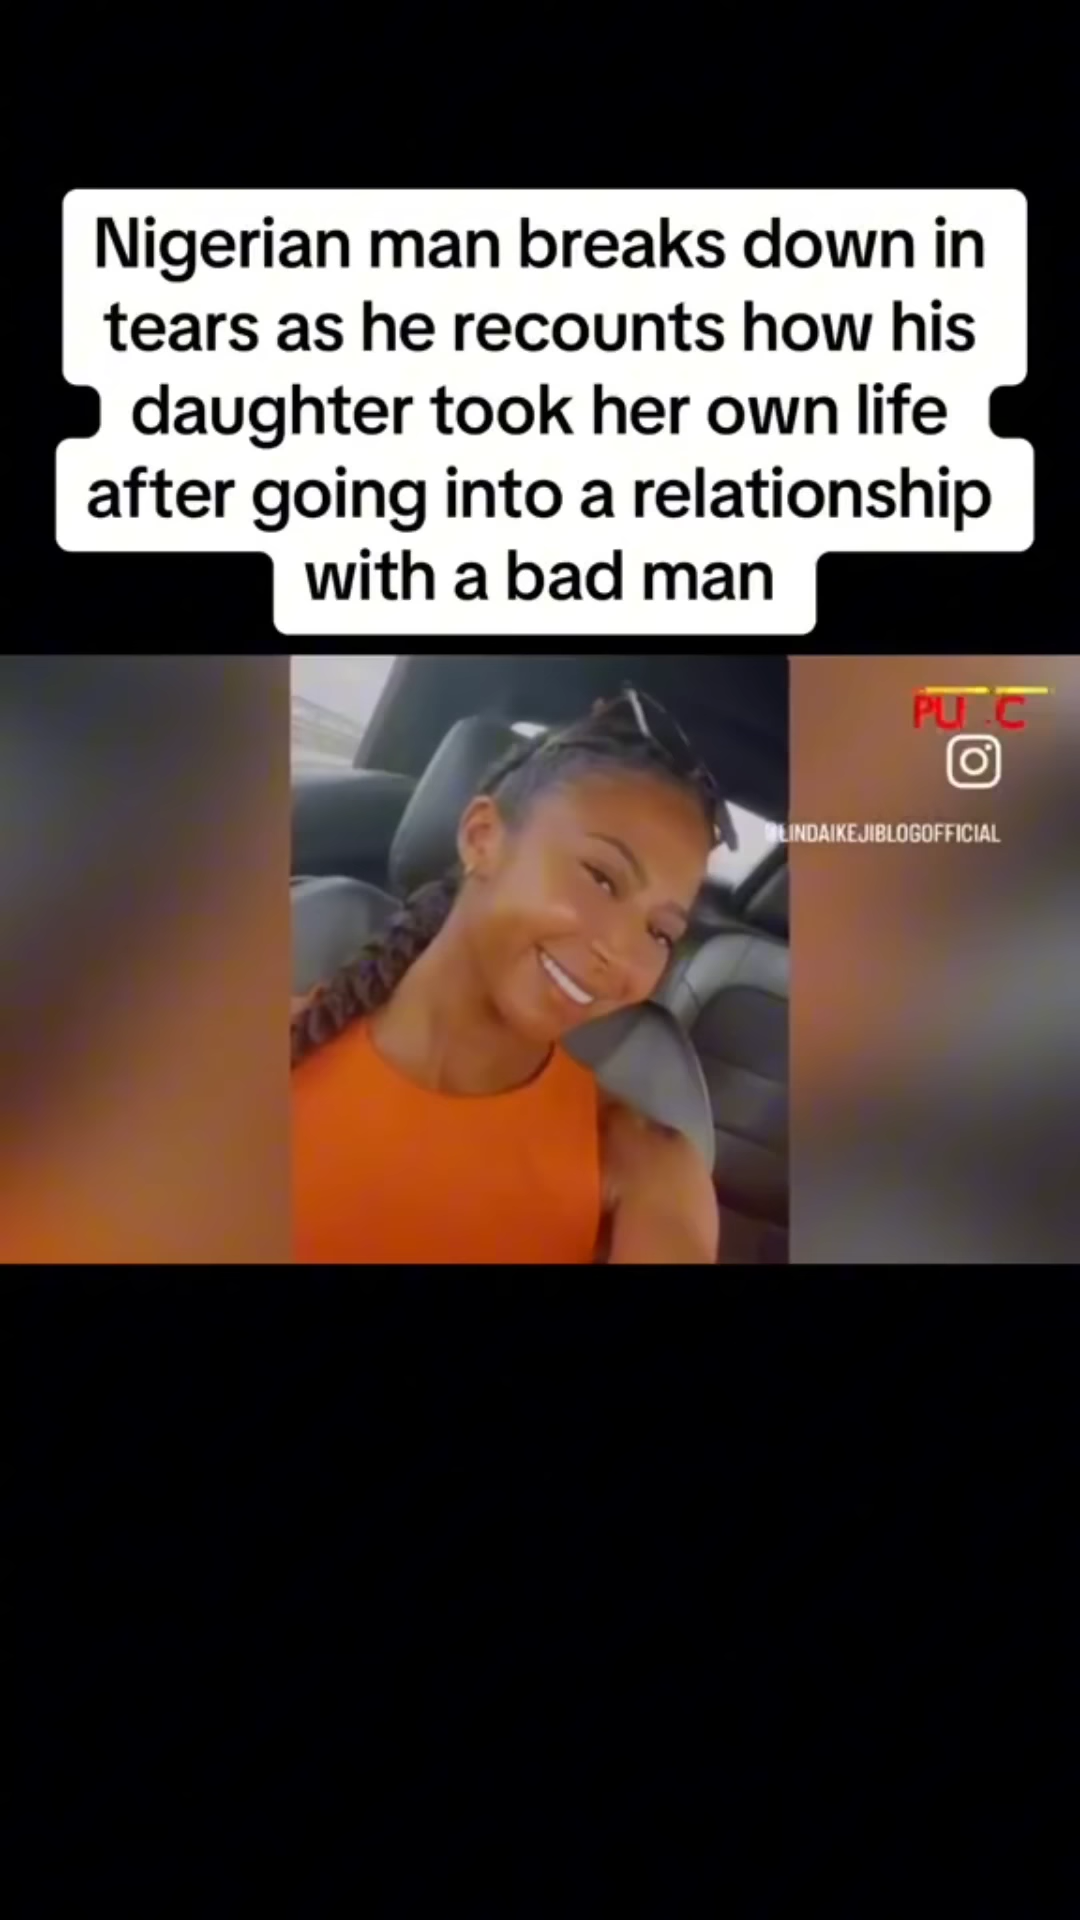 Nigerian man breaks down in
tears as he recounts how his
daughter took her own life
after going into a relationship
with a bad man
LINDAIKEJIBLOGOFFICIAL